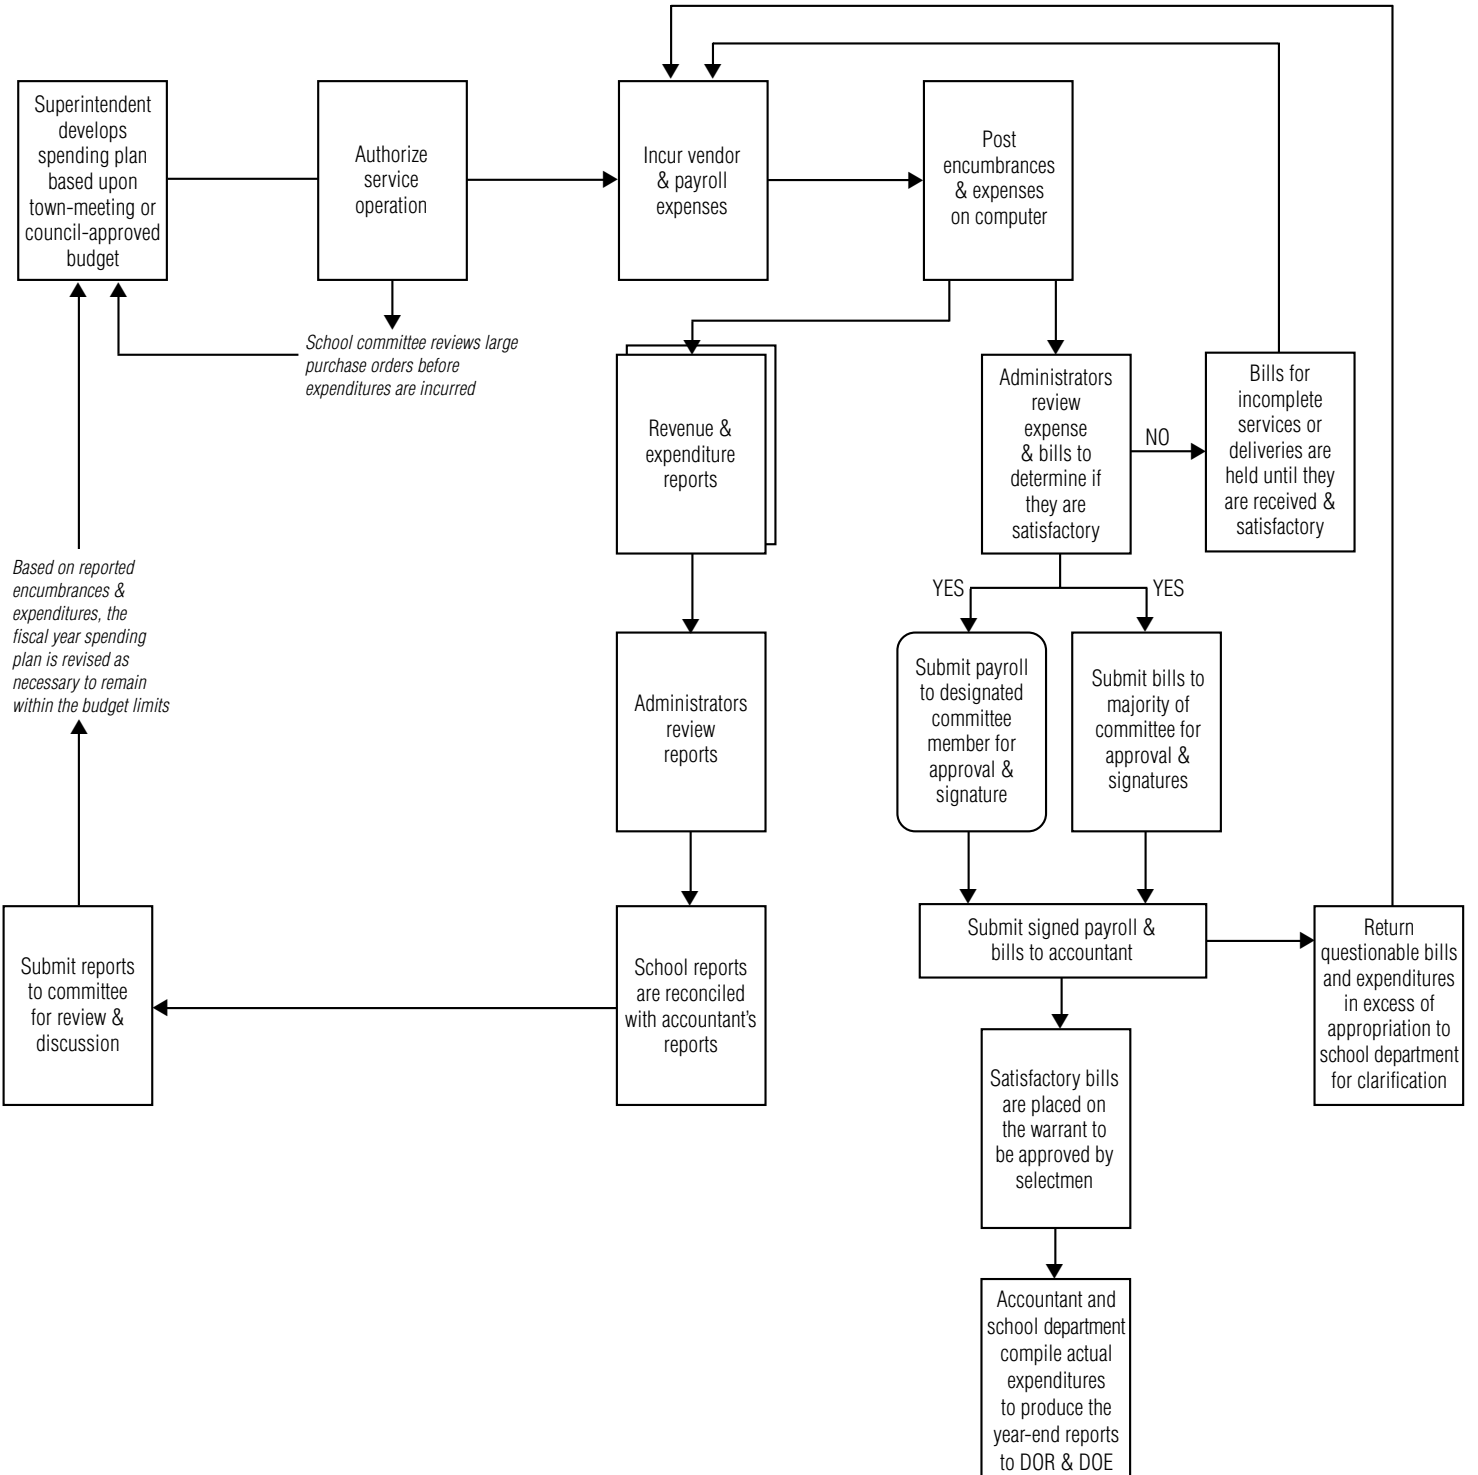 Superintendent
develops
spending plan
based upon
town-meeting or
council-approved
budget
Authorize
service
operation
Incur vendor
& payroll
expenses
Post
encumbrances
& expenses
on computer
School committee reviews large
purchase orders before
expenditures are incurred
Revenue &
expenditure
reports
Administrators
review
expense
& bills to
determine if
they are
satisfactory
NO
Bills for
incomplete
services or
deliveries are
held until they
are received &
satisfactory
Based on reported
encumbrances &
expenditures, the
fiscal year spending
plan is revised as
necessary to remain
within the budget limits
YES
YES
Administrators
review
reports
Submit payroll
to designated
committee
member for
approval &
signature
Submit bills to
majority of
committee for
approval &
signatures
Submit reports
to committee
for review &
discussion
School reports
are reconciled
with accountant's
reports
Submit signed payroll &
bills to accountant
Return
questionable bills
and expenditures
in excess of
appropriation to
school department
for clarification
Satisfactory bills
are placed on
the warrant to
be approved by
selectmen
Accountant and
school department
compile actual
expenditures
to produce the
year-end reports
to DOR & DOE